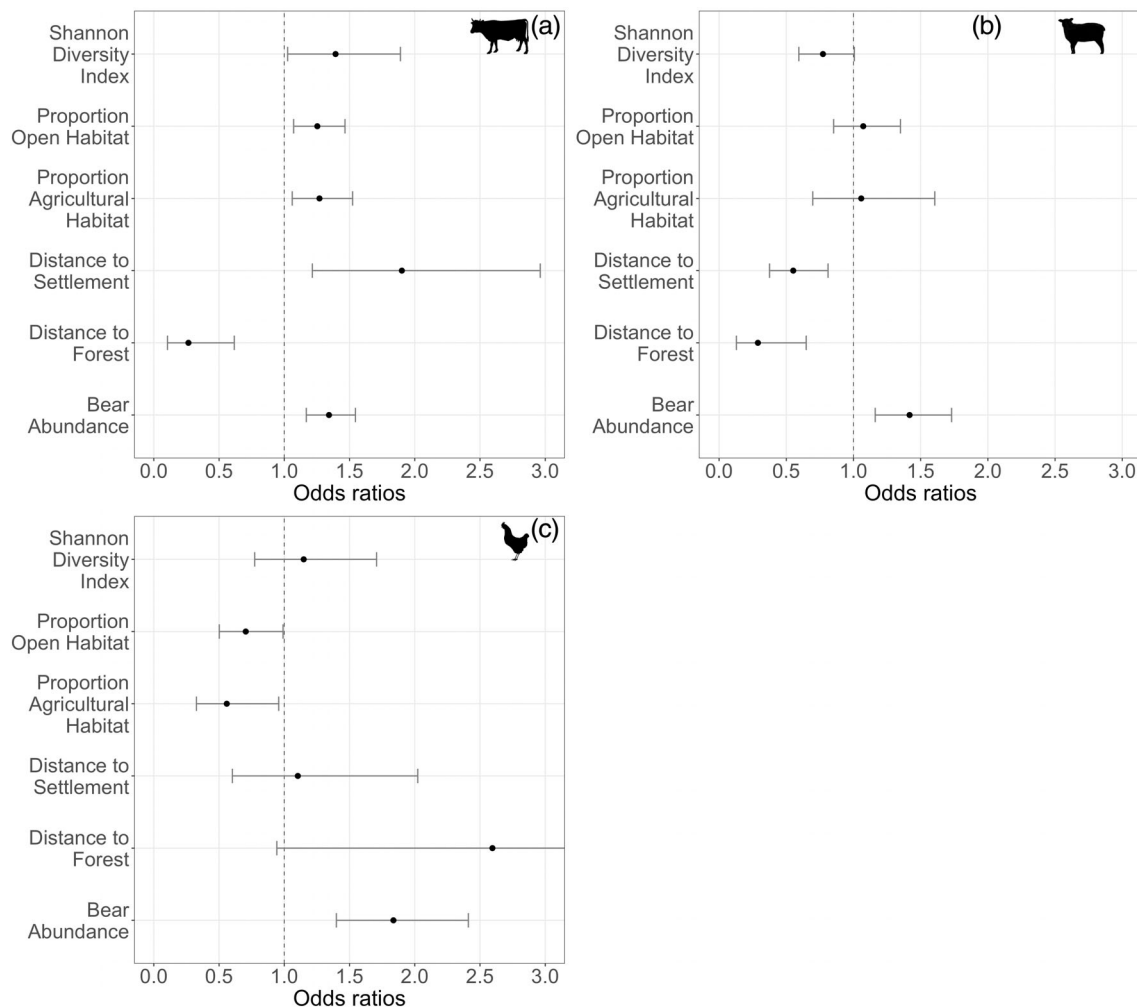 (a)
Shannon
Diversity
Index
Proportion
Open Habitat
Proportion
Agricultural
Habitat
Distance to
Settlement
Distance to
Forest
Bear
Abundance
0.0 0.5 1.0 1.5 2.0 2.5 3.0
Odds ratios
(b)
Shannon
Diversity
Index
Proportion
Open Habitat
Proportion
Agricultural
Habitat
Distance to
Settlement
Distance to
Forest
Bear
Abundance
0.0 0.5 1.0 1.5 2.0 2.5 3.0
Odds ratios
(c)
Shannon
Diversity
Index
Proportion
Open Habitat
Proportion
Agricultural
Habitat
Distance to
Settlement
Distance to
Forest
Bear
Abundance
0.0 0.5 1.0 1.5 2.0 2.5 3.0
Odds ratios